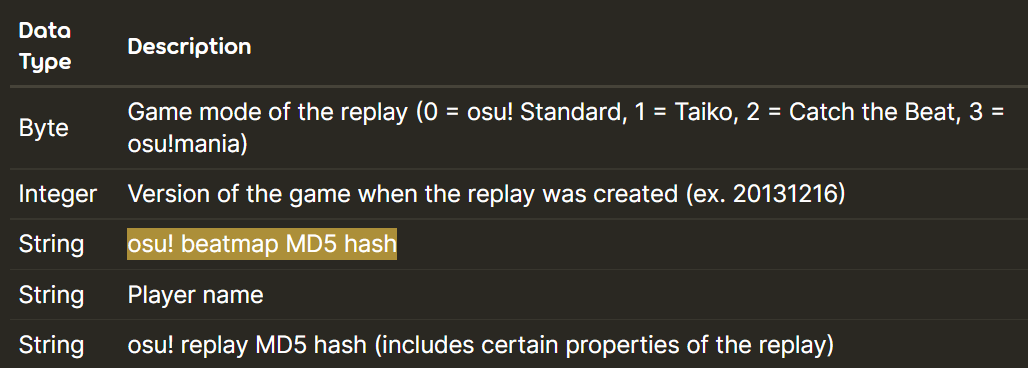 Data
Type
Description
Byte
Game mode of the replay (0 = osu! Standard, 1 = Taiko, 2 = Catch the Beat, 3 =
osu!mania)
Integer
Version of the game when the replay was created (ex. 20131216)
String
osu! beatmap MD5 hash
String
Player name
String
osu! replay MD5 hash (includes certain properties of the replay)